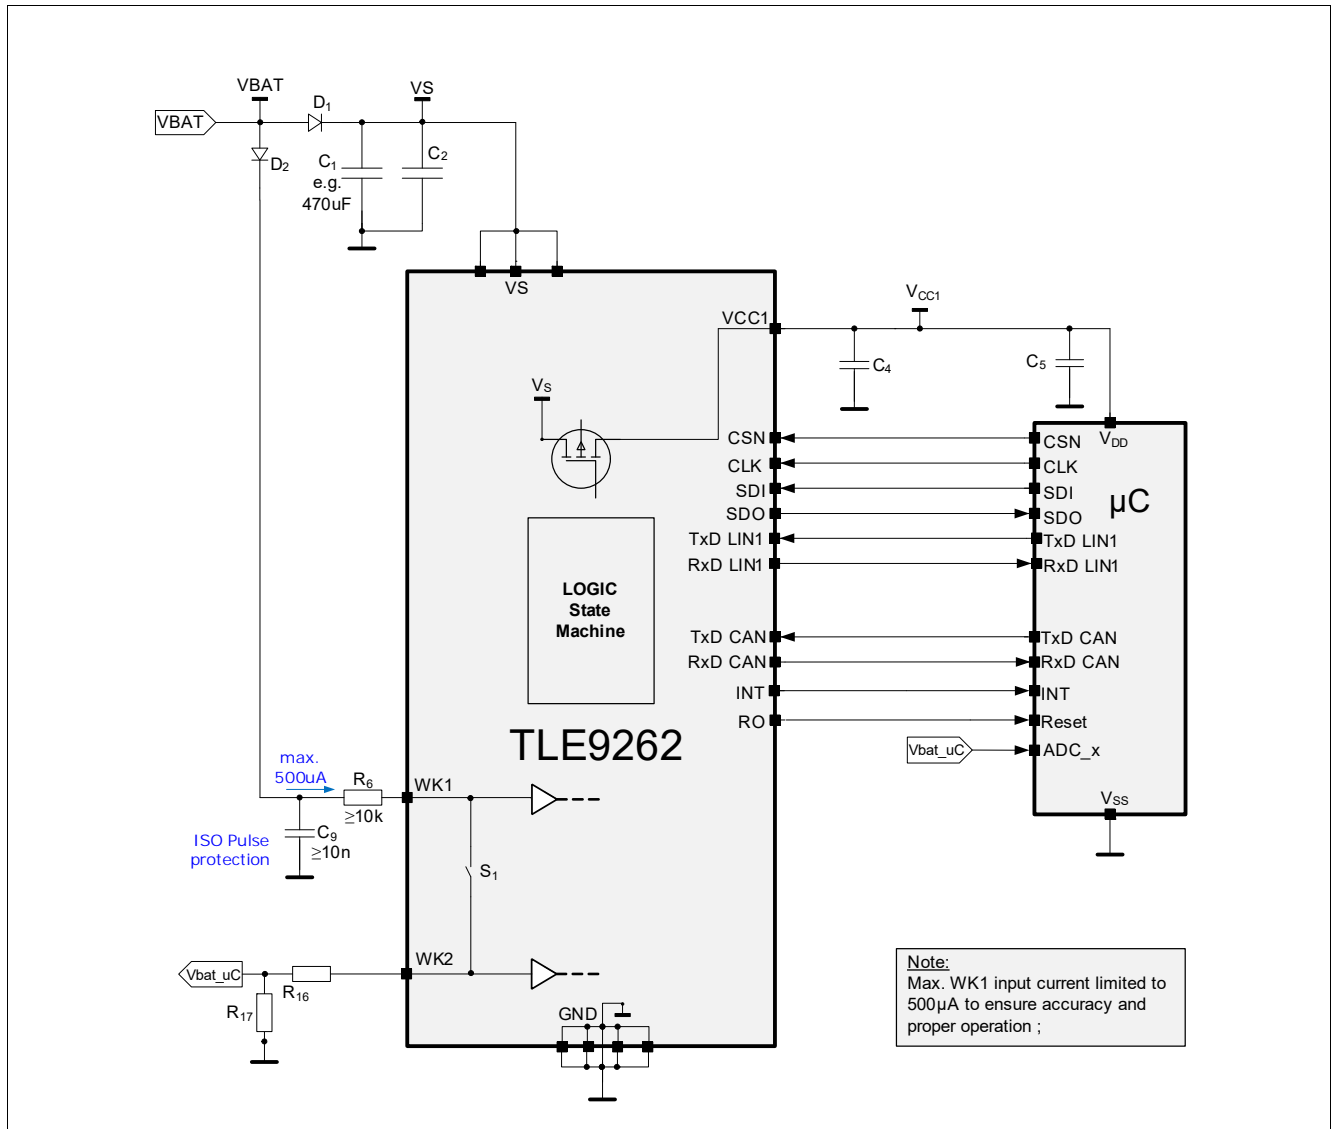 VBAT
VS
D1
VBAT
D2
C1
e.g.
470uF
C2
VS
VCC1
VCC1
C4
C5
VS
CSN
CLK
SDI
SDO
TxD LIN1
RxD LIN1
TxD CAN
RxD CAN
INT
RO
CSN
VDD
CLK
SDI
µC
SDO
TxD LIN1
RxD LIN1
TxD CAN
RxD CAN
INT
Reset
ADC_x
VSS
Vbat_uC
LOGIC
State
Machine
TLE9262
max.
500uA
R6
≥10k
WK1
ISO Pulse
protection
C9
≥10n
S1
WK2
Vbat_uC
R16
R17
GND
Note:
Max. WK1 input current limited to
500µA to ensure accuracy and
proper operation ;